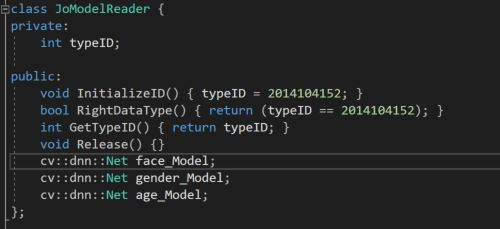 class JoModelReader {
private:
int typeID;
public:
void InitializeID() { typeID = 2014104152; }
bool RightDataType() { return (typeID == 2014104152); }
int GetTypeID() { return typeID; }
void Release() {}
cv::dnn::Net face_Model;
cv::dnn::Net gender_Model;
cv::dnn::Net age_Model;
};